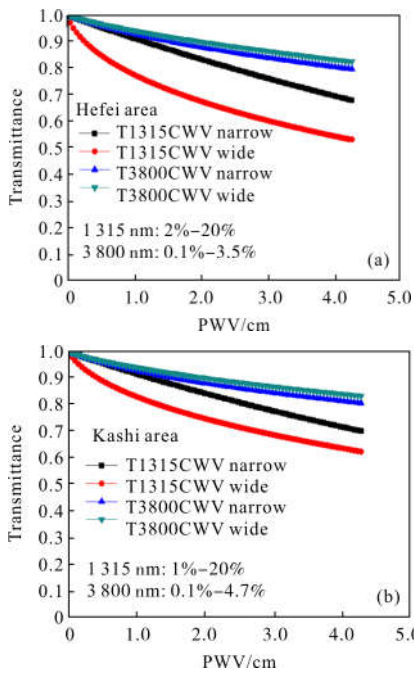 1.0
0.9
0.8
0.7
0.6
0.5
0.4
0.3
0.2
0.1
0
Transmittance
Hefei area
T1315CWV narrow
T1315CWV wide
T3800CWV narrow
T3800CWV wide
1 315 nm: 2%−20%
3 800 nm: 0.1%−3.5%
(a)
0 1.0 2.0 3.0 4.0 5.0
PWV/cm
1.0
0.9
0.8
0.7
0.6
0.5
0.4
0.3
0.2
0.1
0
Transmittance
Kashi area
T1315CWV narrow
T1315CWV wide
T3800CWV narrow
T3800CWV wide
1 315 nm: 1%−20%
3 800 nm: 0.1%−4.7%
(b)
0 1.0 2.0 3.0 4.0 5.0
PWV/cm